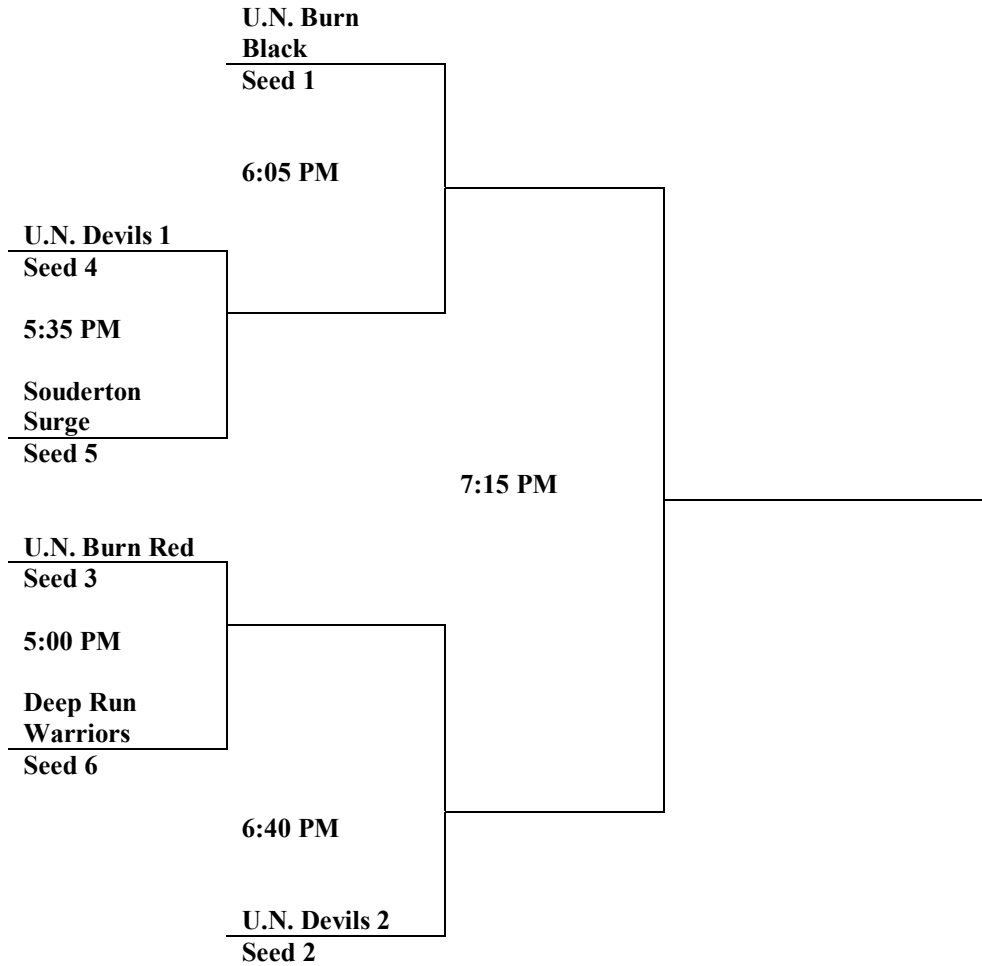 U.N. Burn
Black
Seed 1
6:05 PM
U.N. Devils 1
Seed 4
5:35 PM
Souderton
Surge
Seed 5
7:15 PM
U.N. Burn Red
Seed 3
5:00 PM
Deep Run
Warriors
Seed 6
6:40 PM
U.N. Devils 2
Seed 2